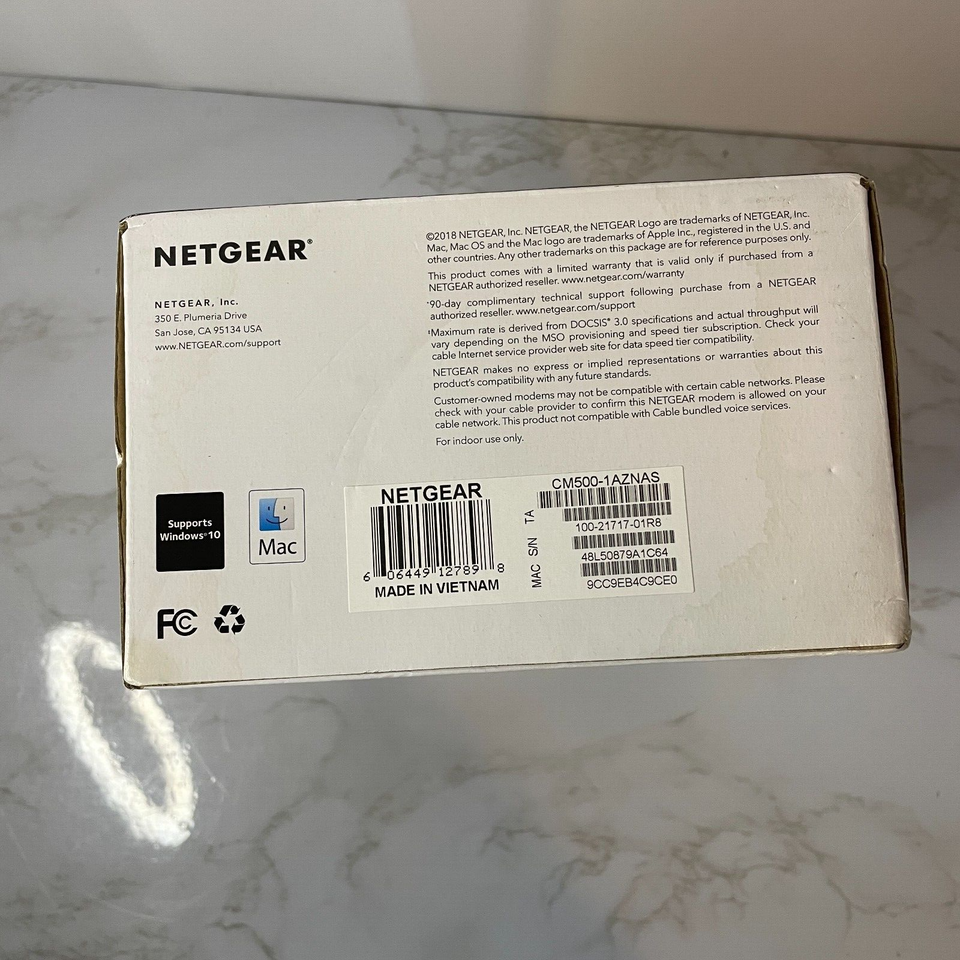 NETGEAR®
NETGEAR, Inc.
350 E. Plumeria Drive
San Jose, CA 95134 USA
www.NETGEAR.com/support
©2018 NETGEAR, Inc. NETGEAR, the NETGEAR Logo are trademarks of NETGEAR, Inc.
Mac, Mac OS and the Mac logo are trademarks of Apple Inc., registered in the U.S. and
other countries. Any other trademarks on this package are for reference purposes only.
This product comes with a limited warranty that is valid only if purchased from a
NETGEAR authorized reseller. www.netgear.com/warranty
*90-day complimentary technical support following purchase from a NETGEAR
authorized reseller. www.netgear.com/support
†Maximum rate is derived from DOCSIS® 3.0 specifications and actual throughput will
vary depending on the MSO provisioning and speed tier subscription. Check your
cable Internet service provider web site for data speed tier compatibility.
NETGEAR makes no express or implied representations or warranties about this
product's compatibility with any future standards.
Customer-owned modems may not be compatible with certain cable networks. Please
check with your cable provider to confirm this NETGEAR modem is allowed on your
cable network. This product not compatible with Cable bundled voice services.
For indoor use only.
Supports
Windows®10
Mac
FCC
NETGEAR
6 06449 12789 8
MADE IN VIETNAM
CM500-1AZNAS
TA
100-21717-01R8
S/N
48L50879A1C64
MAC
9CC9EB4C9CE0